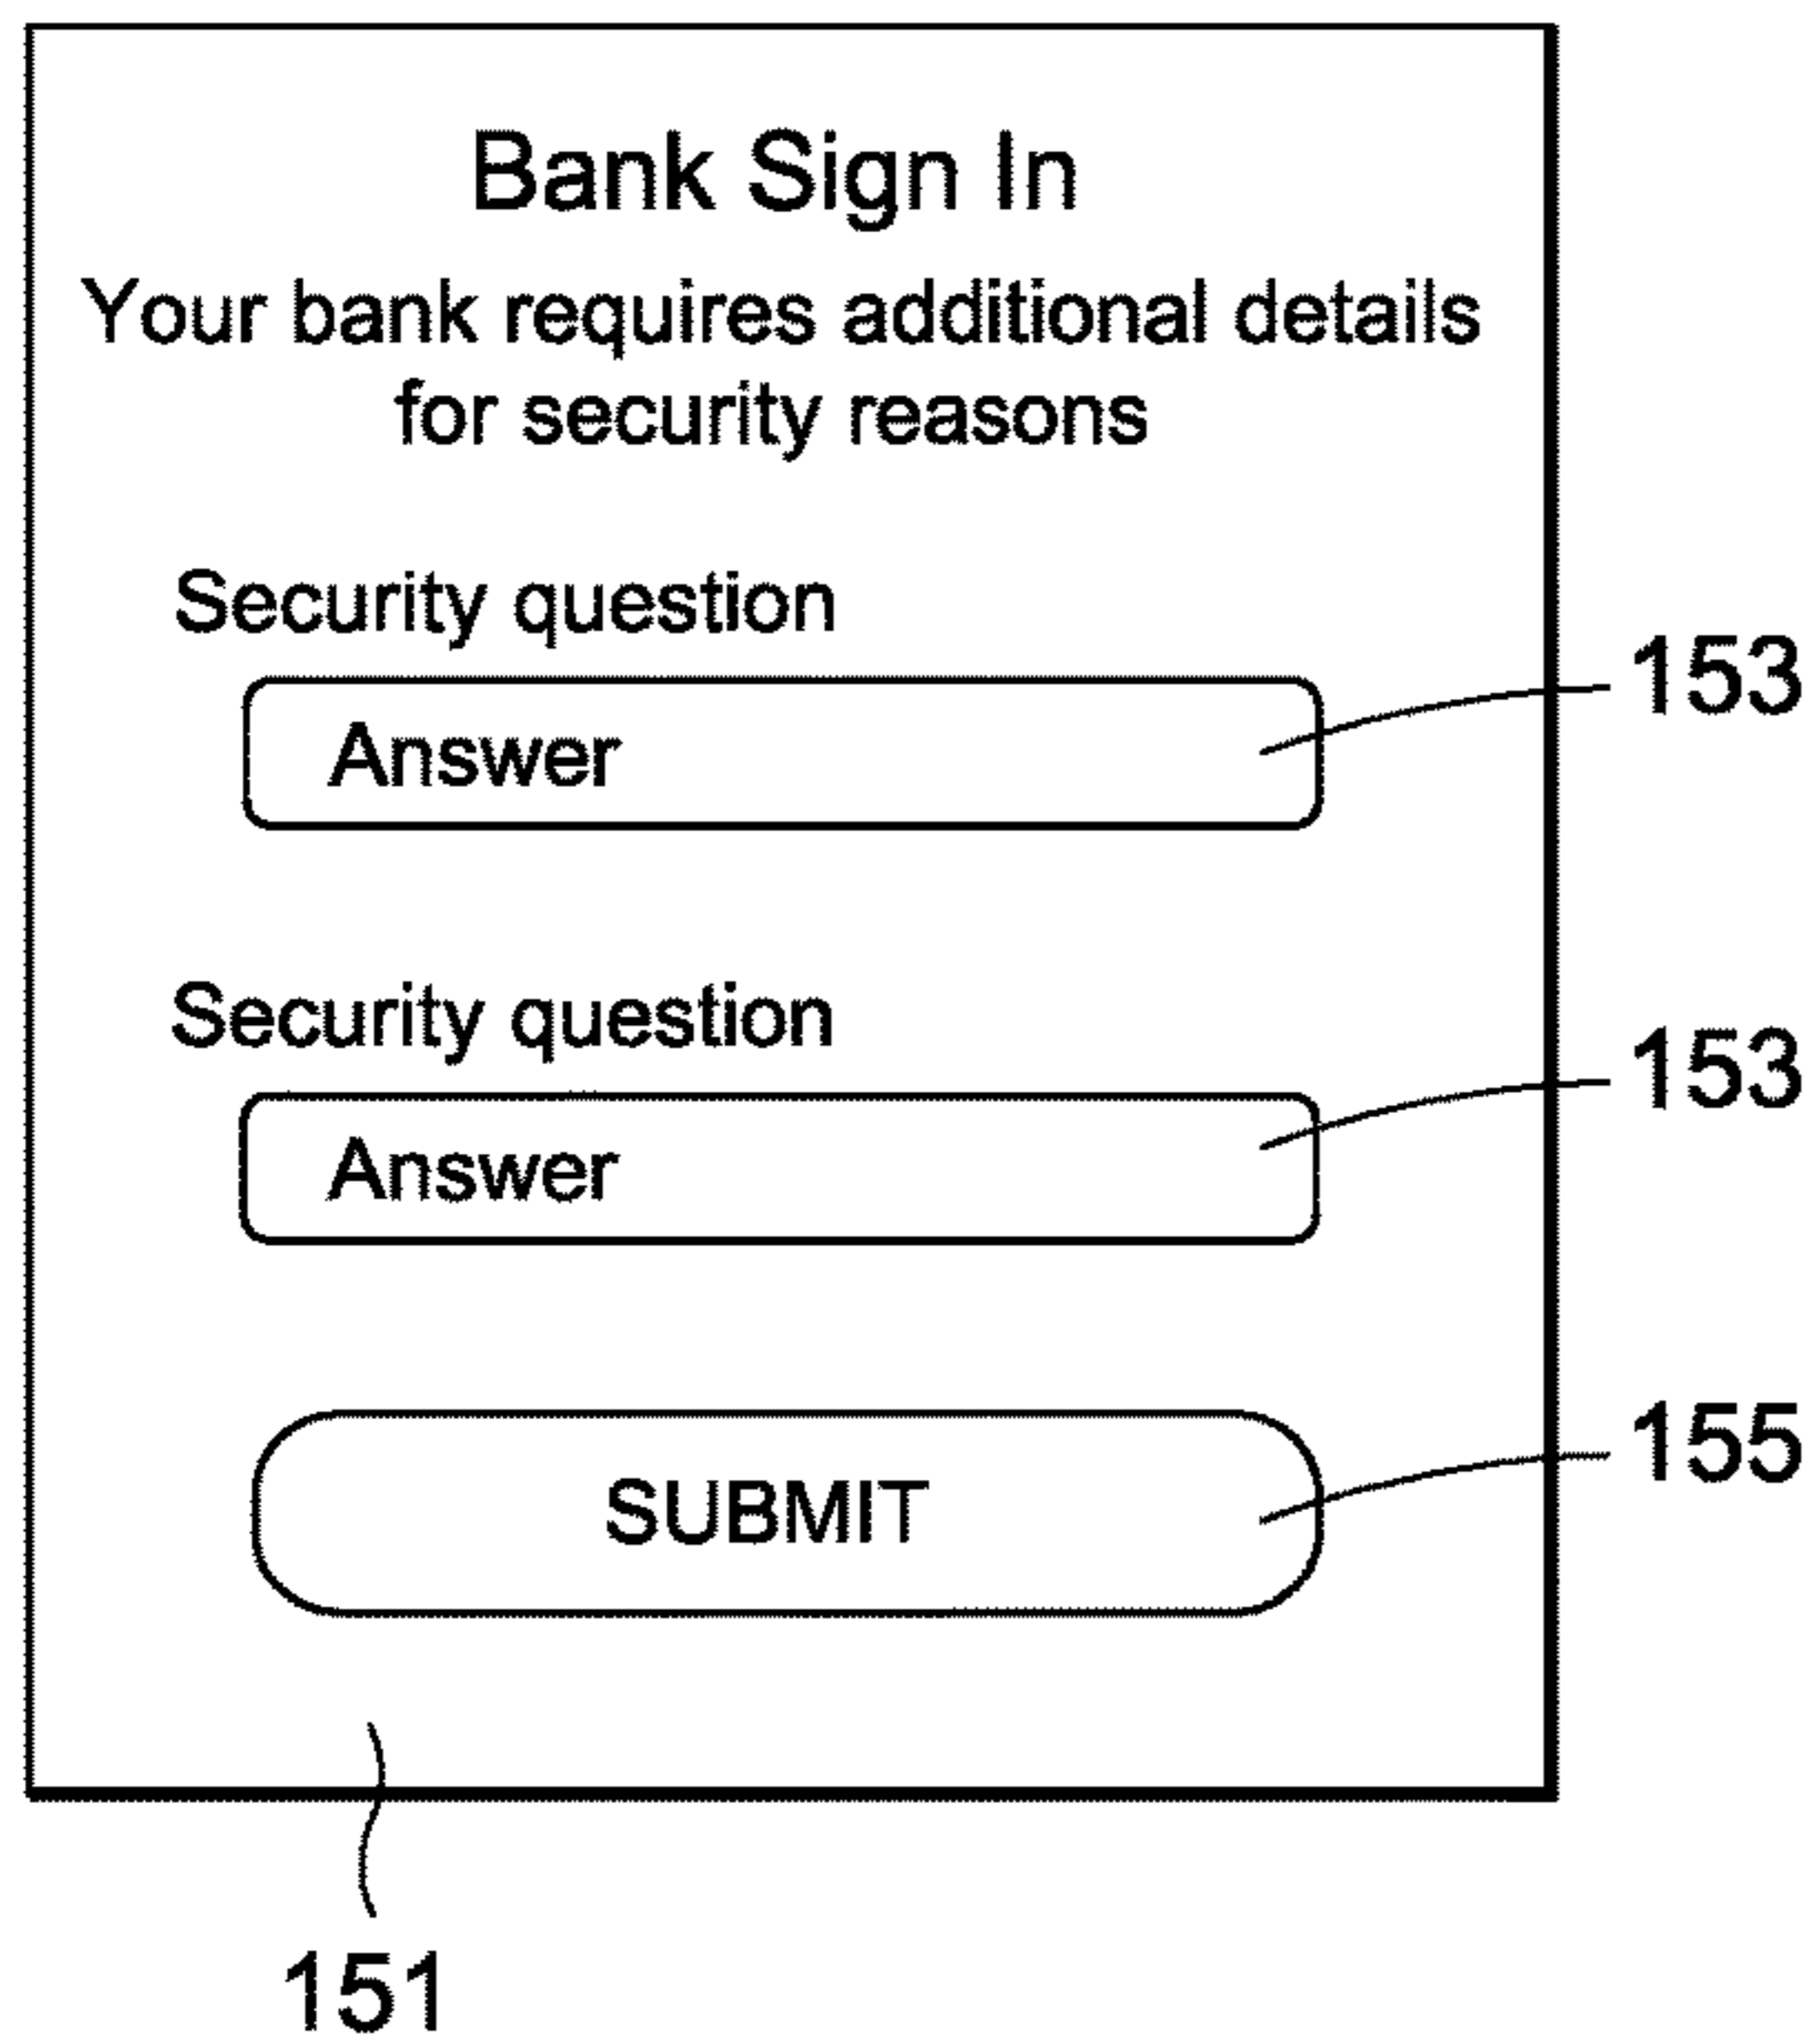 Bank Sign In
Your bank requires additional details
for security reasons
Security question
153
Answer
Security question
153
Answer
155
SUBMIT
151